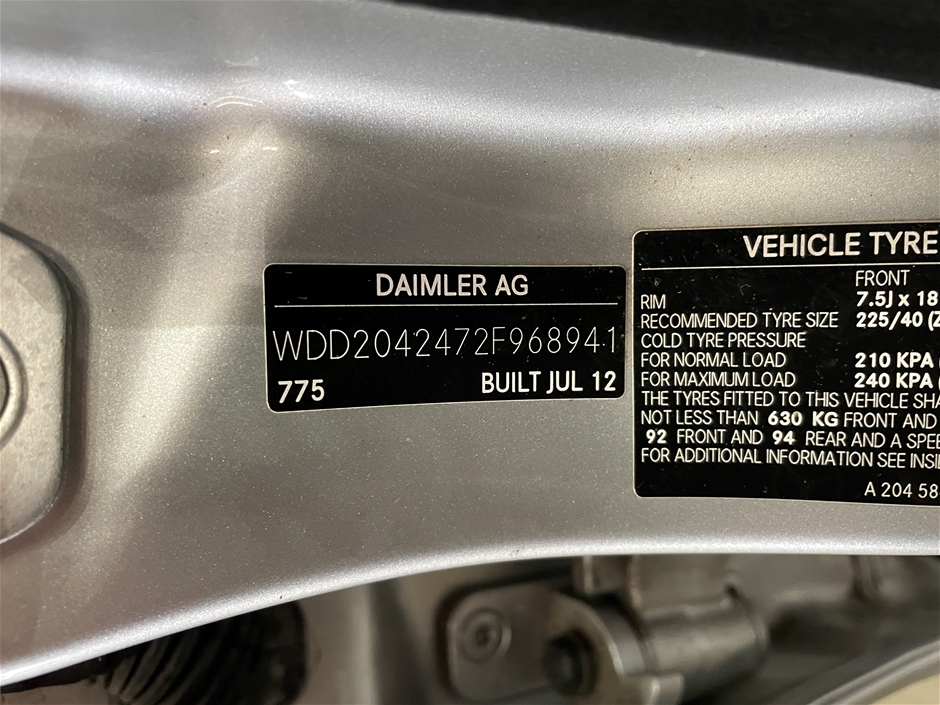 DAIMLER AG
WDD2042472F968941
775 BUILT JUL 12
VEHICLE TYRE
FRONT
RIM 7.5J x 18
RECOMMENDED TYRE SIZE 225/40 (Z
COLD TYRE PRESSURE
FOR NORMAL LOAD 210 KPA (
FOR MAXIMUM LOAD 240 KPA (
THE TYRES FITTED TO THIS VEHICLE SHA
NOT LESS THAN 630 KG FRONT AND
92 FRONT AND 94 REAR AND A SPEE
FOR ADDITIONAL INFORMATION SEE INSI
A 204 58